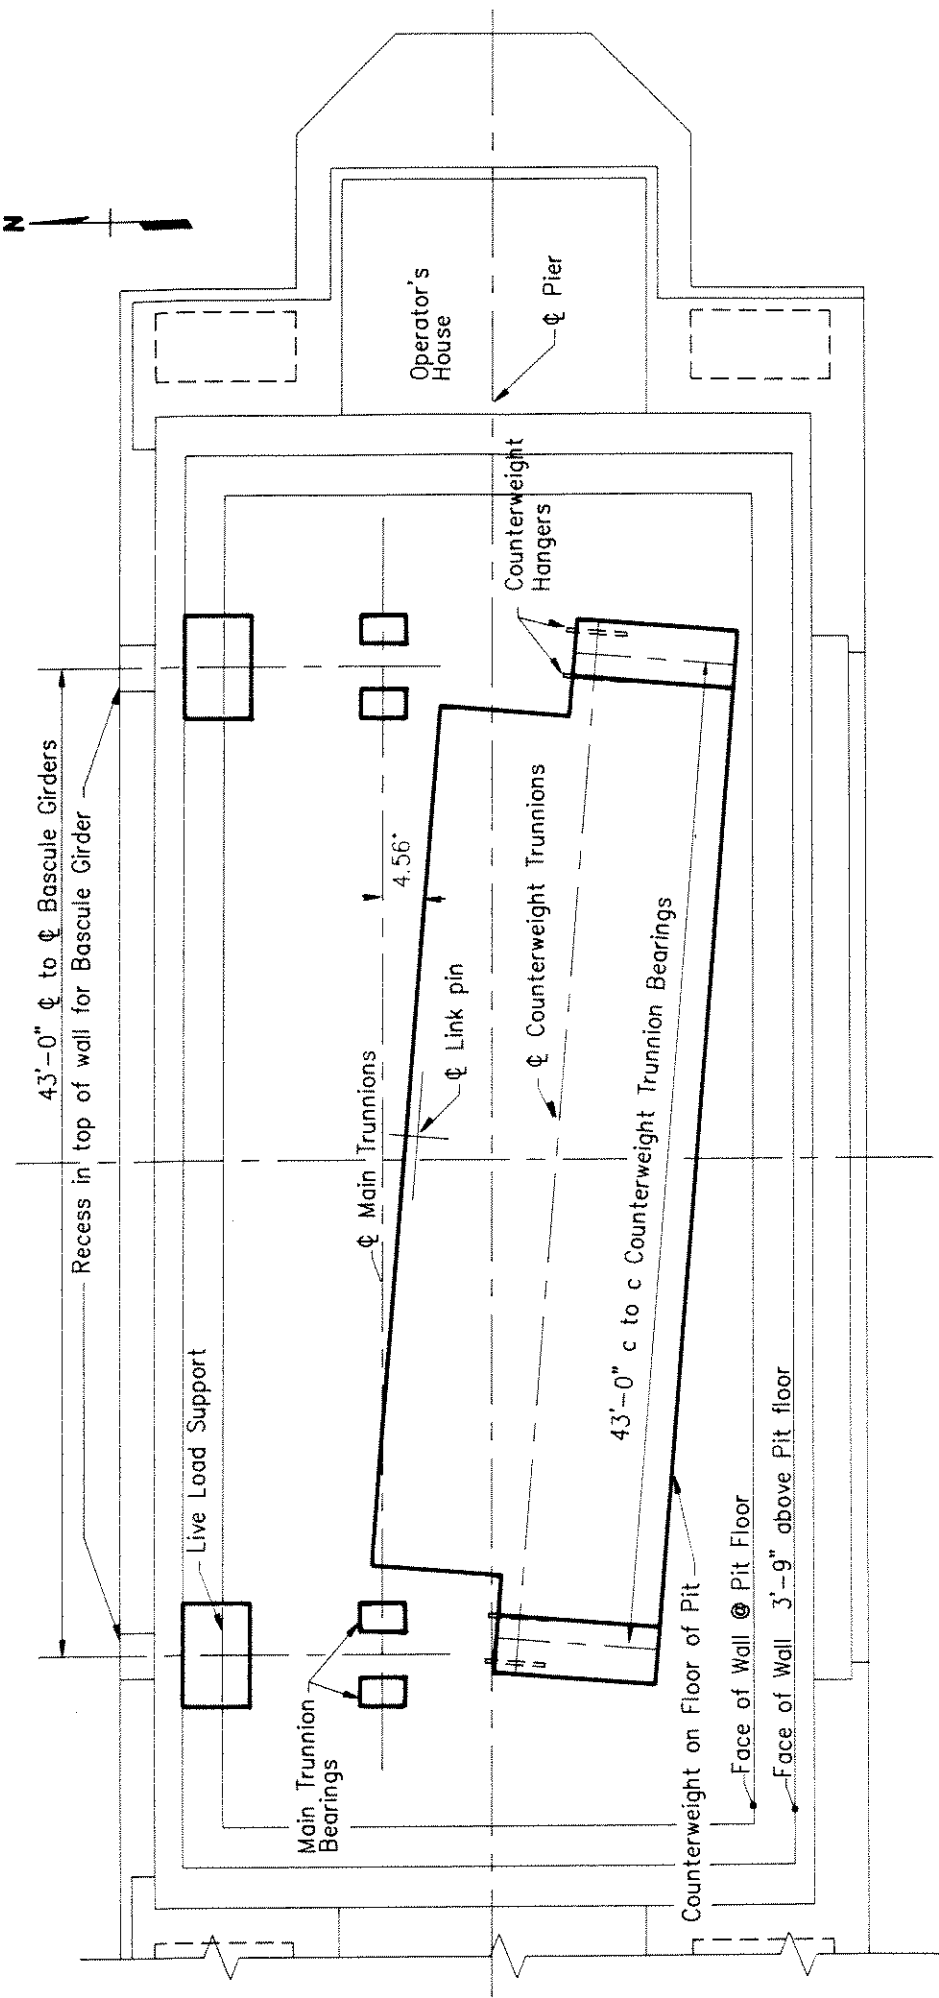 N
43'-0" ℄ to ℄ Bascule Girders
Recess in top of wall for Bascule Girder
Live Load Support
Main Trunnion
Bearings
℄ Main Trunnions
4.56°
℄ Link pin
Operator's
House
℄ Pier
Counterweight
Hangers
℄ Counterweight Trunnions
43'-0" c to c Counterweight Trunnion Bearings
Counterweight on Floor of Pit
Face of Wall @ Pit Floor
Face of Wall 3'-9" above Pit floor